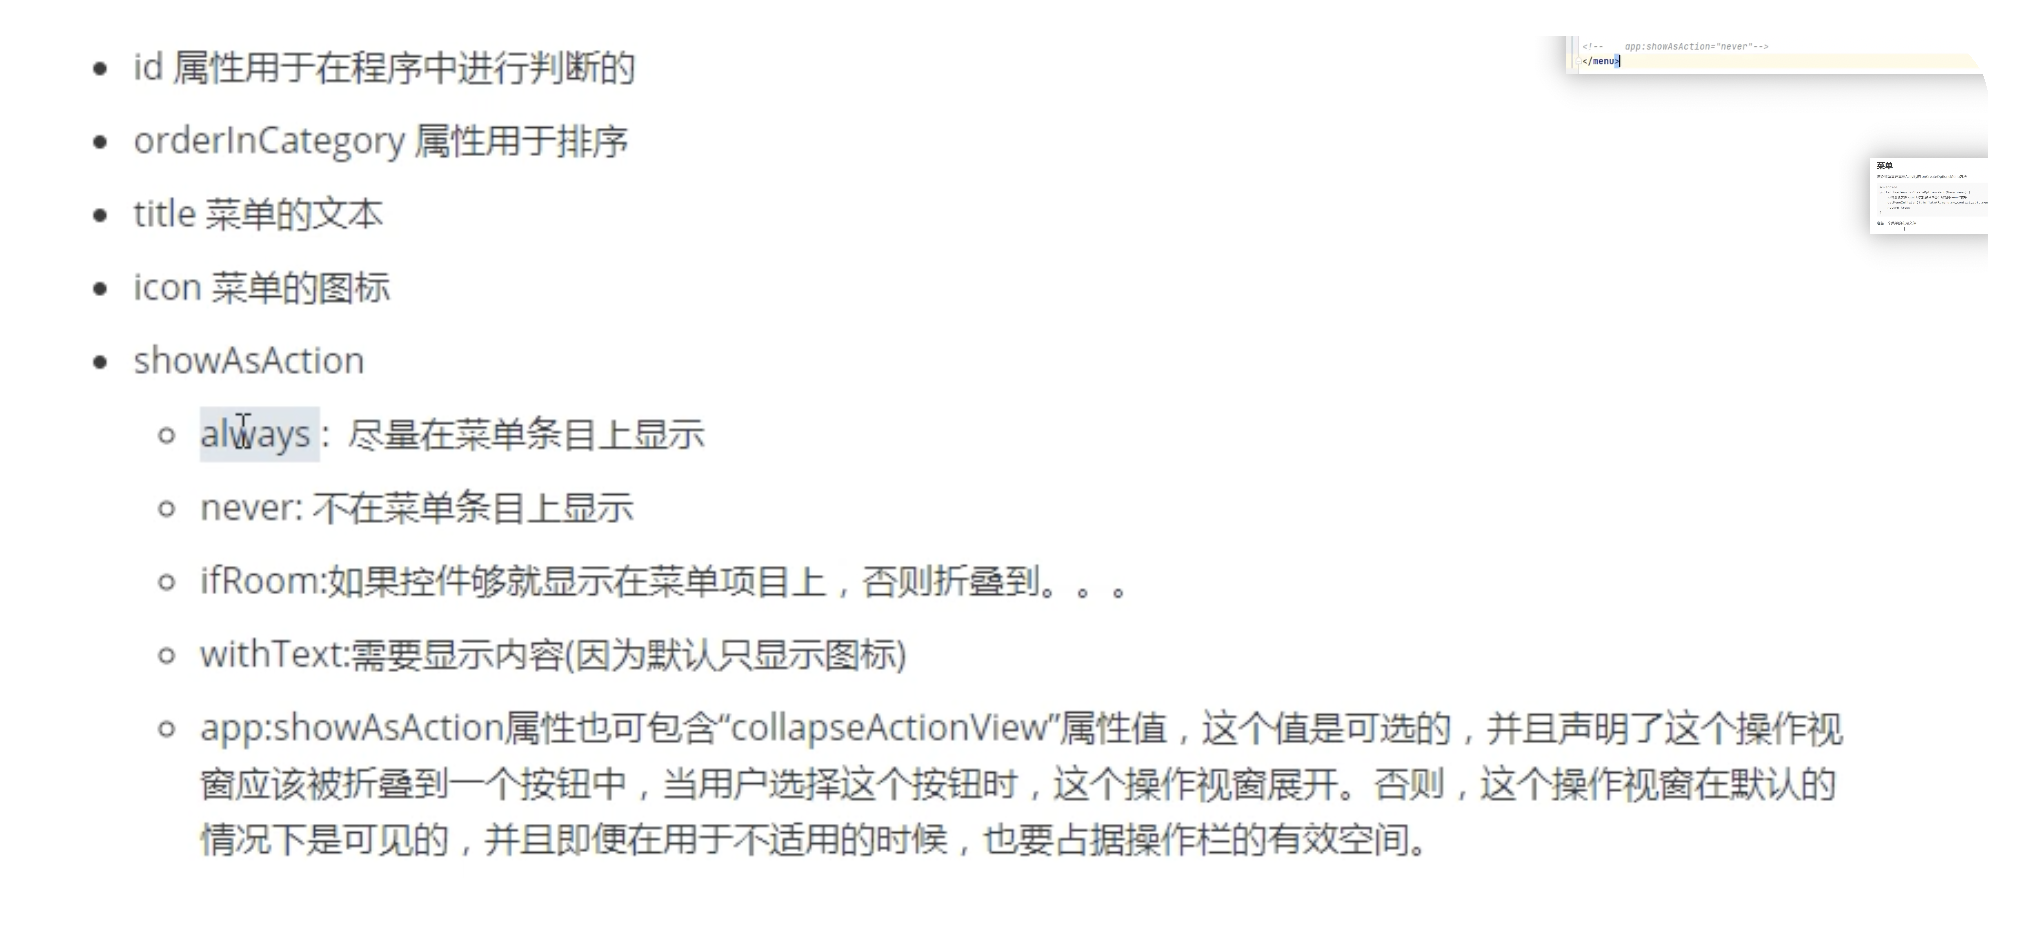 id 属性用于在程序中进行判断的
orderInCategory 属性用于排序
title 菜单的文本
icon 菜单的图标
showAsAction
always：尽量在菜单条目上显示
never: 不在菜单条目上显示
ifRoom:如果控件够就显示在菜单项目上，否则折叠到。。。
withText:需要显示内容(因为默认只显示图标)
app:showAsAction属性也可包含“collapseActionView”属性值，这个值是可选的，并且声明了这个操作视
窗应该被折叠到一个按钮中，当用户选择这个按钮时，这个操作视窗展开。否则，这个操作视窗在默认的
情况下是可见的，并且即便在用于不适用的时候，也要占据操作栏的有效空间。
<!-- app:showAsAction="never"-->
</menu>
菜单